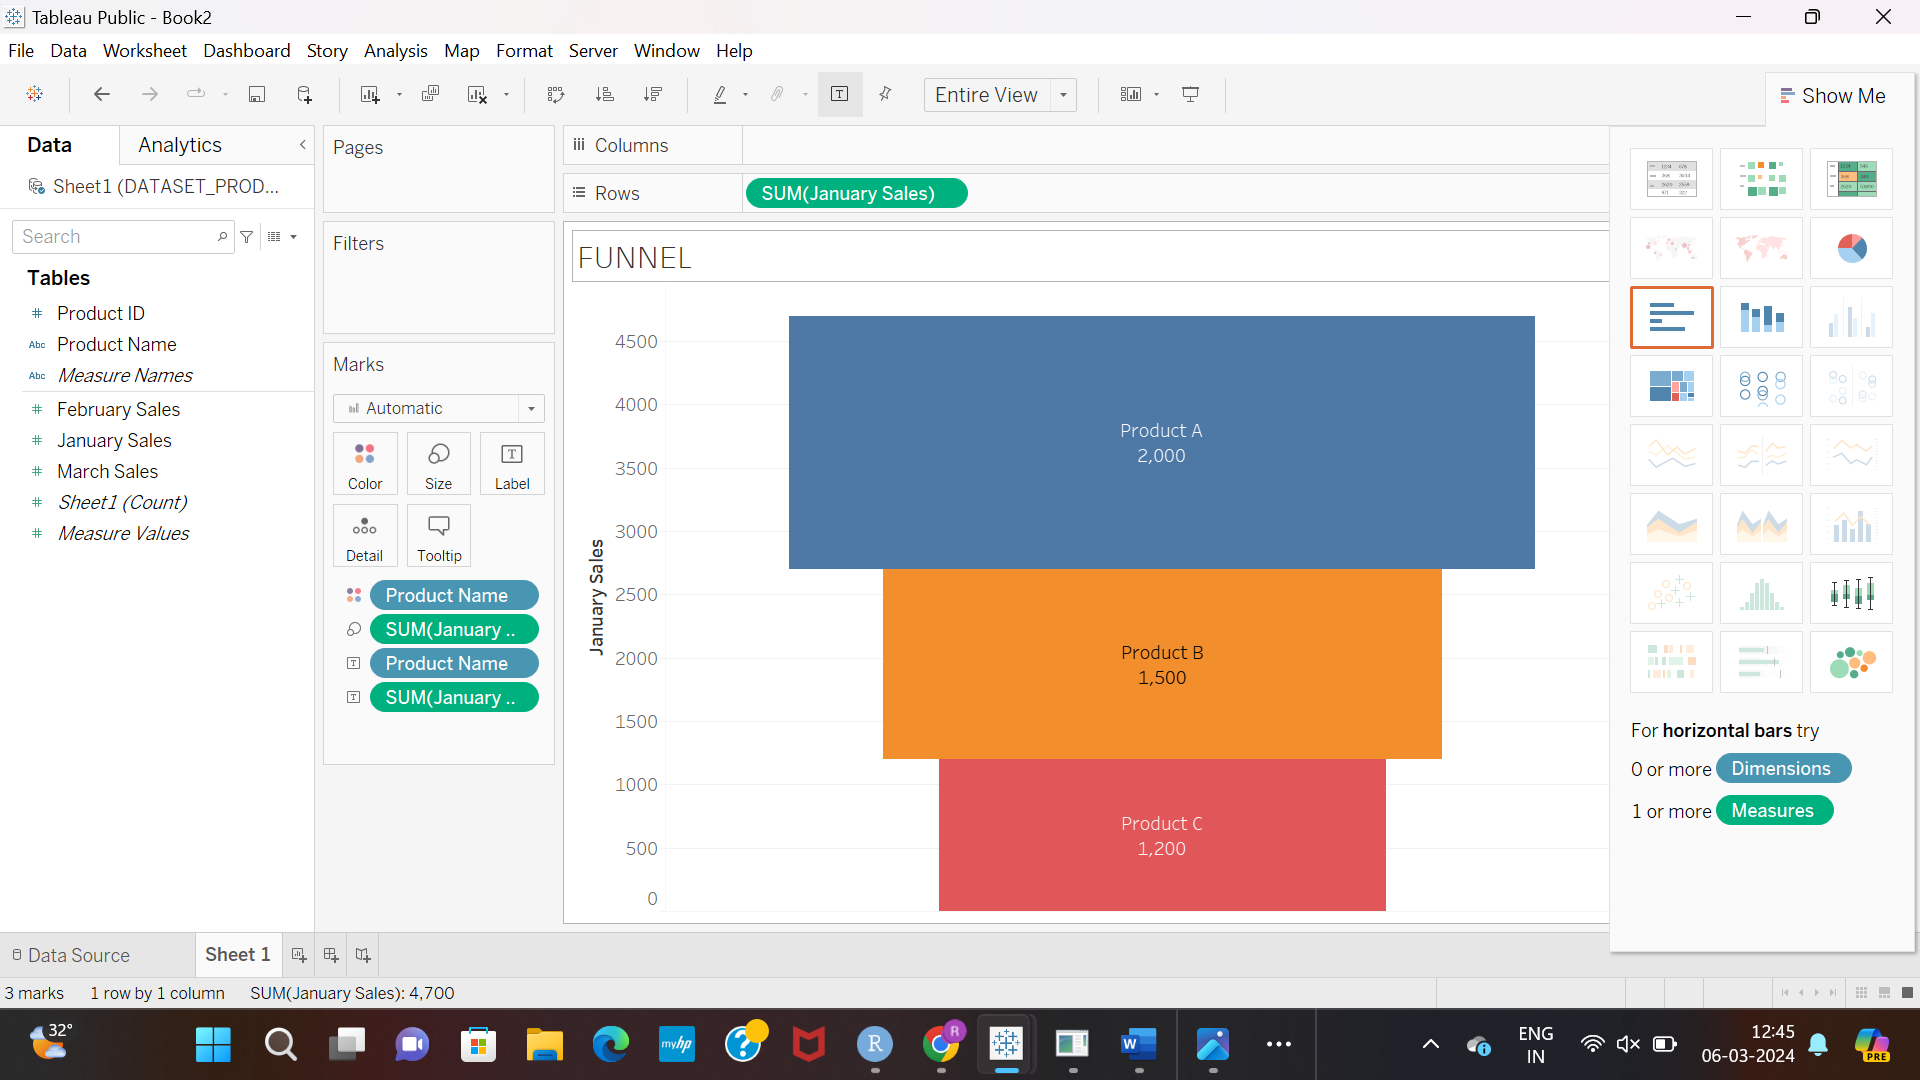 Tableau Public - Book2
File Data Worksheet Dashboard Story Analysis Map Format Server Window Help
Entire View
Show Me
Data Analytics
Sheet1 (DATASET_PROD...
Search
Tables
# Product ID
Abc Product Name
Abc Measure Names
# February Sales
# January Sales
# March Sales
# Sheet1 (Count)
# Measure Values
Pages
Filters
Marks
Automatic
Color Size Label
Detail Tooltip
Product Name
SUM(January ..
Product Name
SUM(January ..
Columns
Rows SUM(January Sales)
FUNNEL
January Sales
4500
4000
3500
3000
2500
2000
1500
1000
500
0
Product A
2,000
Product B
1,500
Product C
1,200
For horizontal bars try
0 or more Dimensions
1 or more Measures
Data Source Sheet 1
3 marks 1 row by 1 column SUM(January Sales): 4,700
32°
myhp
R
R
W
ENG
IN
12:45
06-03-2024
PRE